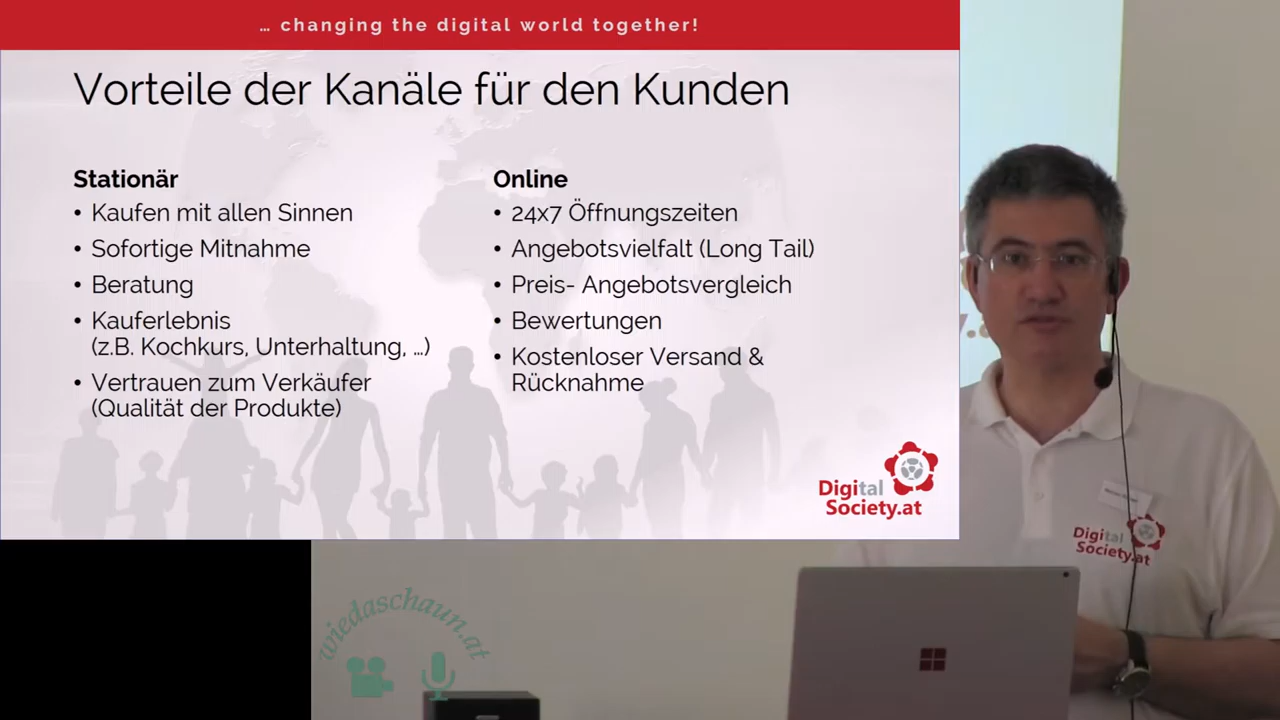 … changing the digital world together!
Vorteile der Kanäle für den Kunden
Stationär
• Kaufen mit allen Sinnen
• Sofortige Mitnahme
• Beratung
• Kauferlebnis
(z.B. Kochkurs, Unterhaltung, …)
• Vertrauen zum Verkäufer
(Qualität der Produkte)
Online
• 24x7 Öffnungszeiten
• Angebotsvielfalt (Long Tail)
• Preis- Angebotsvergleich
• Bewertungen
• Kostenloser Versand &
Rücknahme
Digital
Society.at
Digital
Society.at
wiedaschaun.at